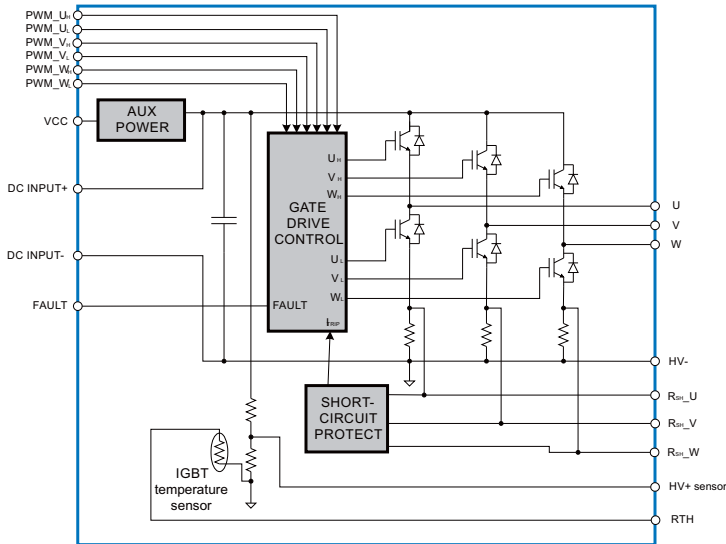 PWM_UH
PWM_UL
PWM_VH
PWM_VL
PWM_WH
PWM_WL
VCC
AUX
POWER
DC INPUT+
DC INPUT-
FAULT
UH
VH
WH
GATE
DRIVE
CONTROL
UL
VL
WL
FAULT
ITRIP
U
V
W
HV-
SHORT-
CIRCUIT
PROTECT
RSH_U
RSH_V
RSH_W
IGBT
temperature
sensor
HV+ sensor
RTH